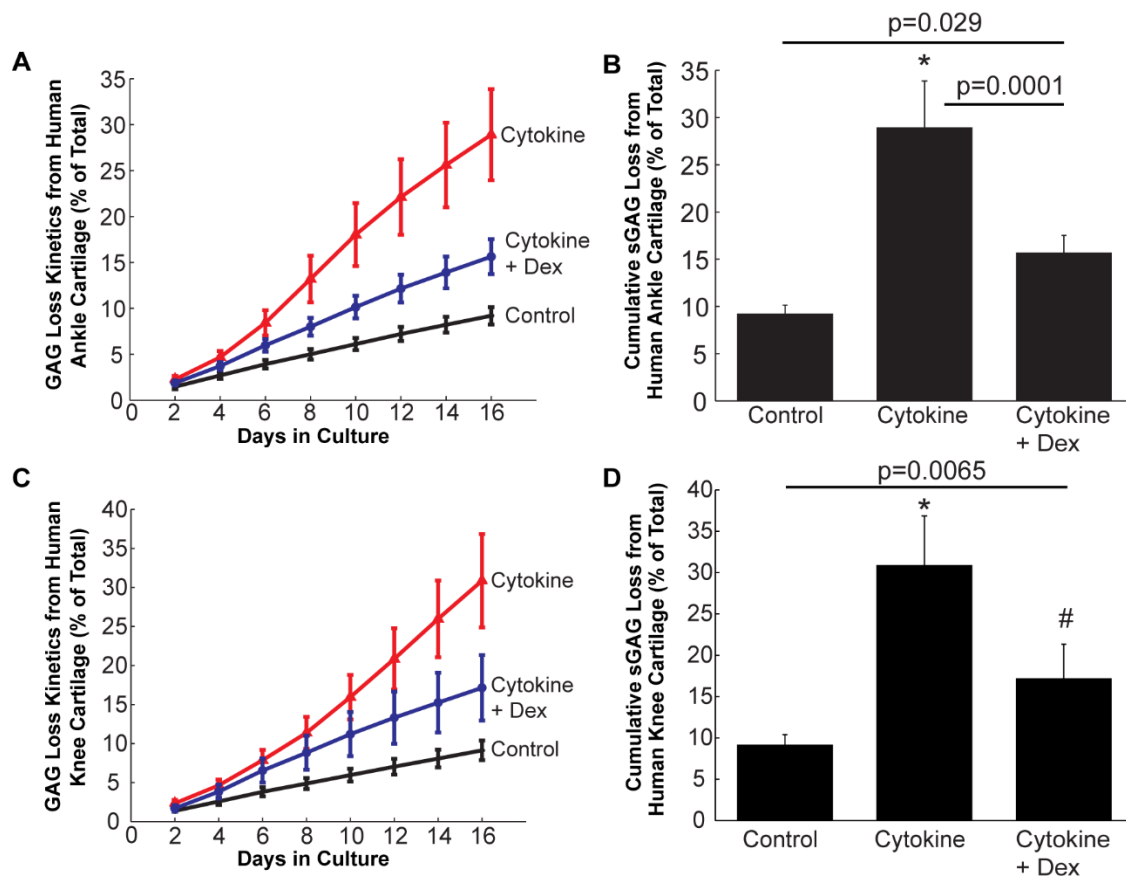 A
GAG Loss Kinetics from Human
Ankle Cartilage (% of Total)
35
30
25
20
15
10
5
0
0 2 4 6 8 10 12 14 16
Days in Culture
Cytokine
Cytokine
+ Dex
Control
B
Cumulative sGAG Loss from
Human Ankle Cartilage (% of Total)
p=0.029
*
p=0.0001
35
30
25
20
15
10
5
0
Control Cytokine Cytokine
+ Dex
C
GAG Loss Kinetics from Human
Knee Cartilage (% of Total)
40
35
30
25
20
15
10
5
0
0 2 4 6 8 10 12 14 16
Days in Culture
Cytokine
Cytokine
+ Dex
Control
D
Cumulative sGAG Loss from
Human Knee Cartilage (% of Total)
p=0.0065
*
#
40
35
30
25
20
15
10
5
0
Control Cytokine Cytokine
+ Dex